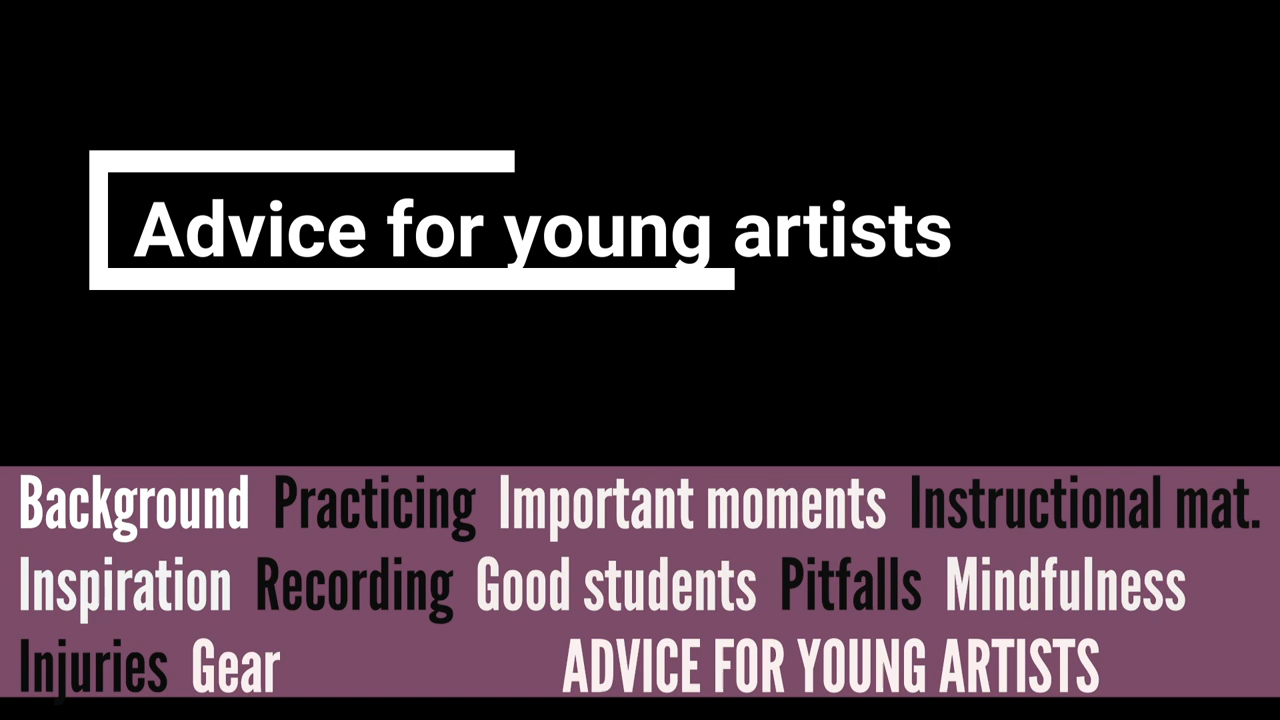 Advice for young artists
Background Practicing Important moments Instructional mat.
Inspiration Recording Good students Pitfalls Mindfulness
Injuries Gear ADVICE FOR YOUNG ARTISTS